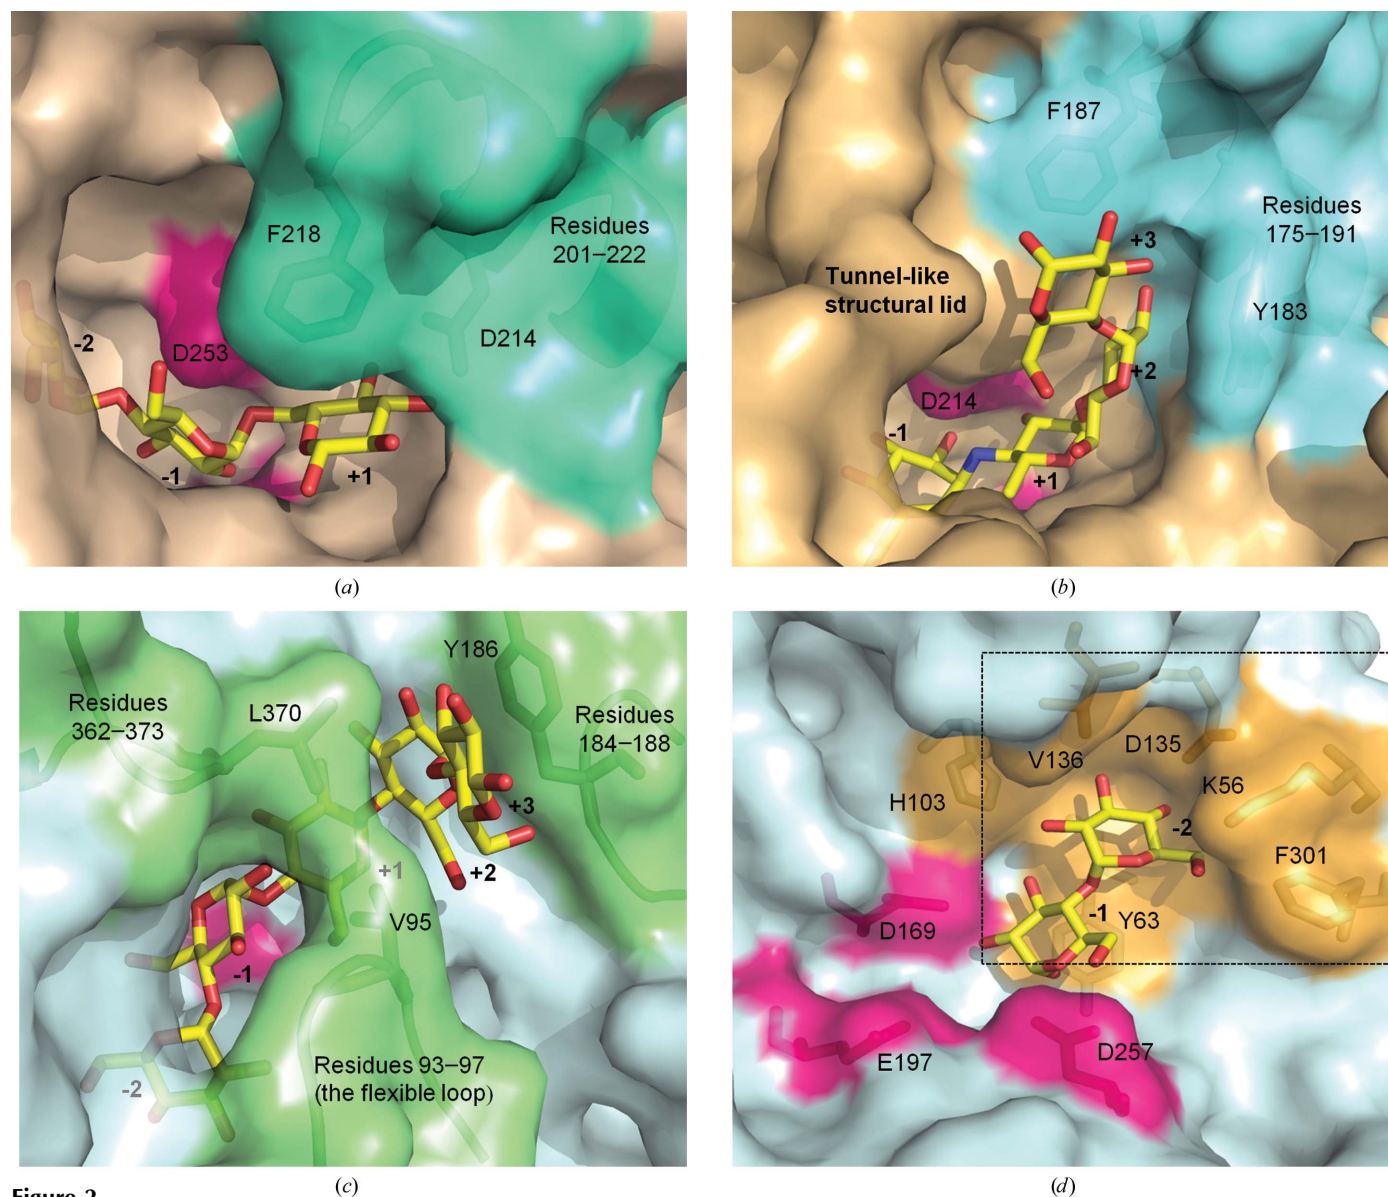 F218
Residues
201–222
D214
D253
-2
-1
+1
(a)
F187
Residues
175–191
+3
Tunnel-like
structural lid
Y183
+2
D214
-1
+1
(b)
Y186
Residues
362–373
L370
Residues
184–188
+3
+1
+2
V95
-1
Residues 93–97
(the flexible loop)
-2
(c)
V136
D135
K56
H103
-2
F301
-1
Y63
D169
E197
D257
(d)
Figure 2